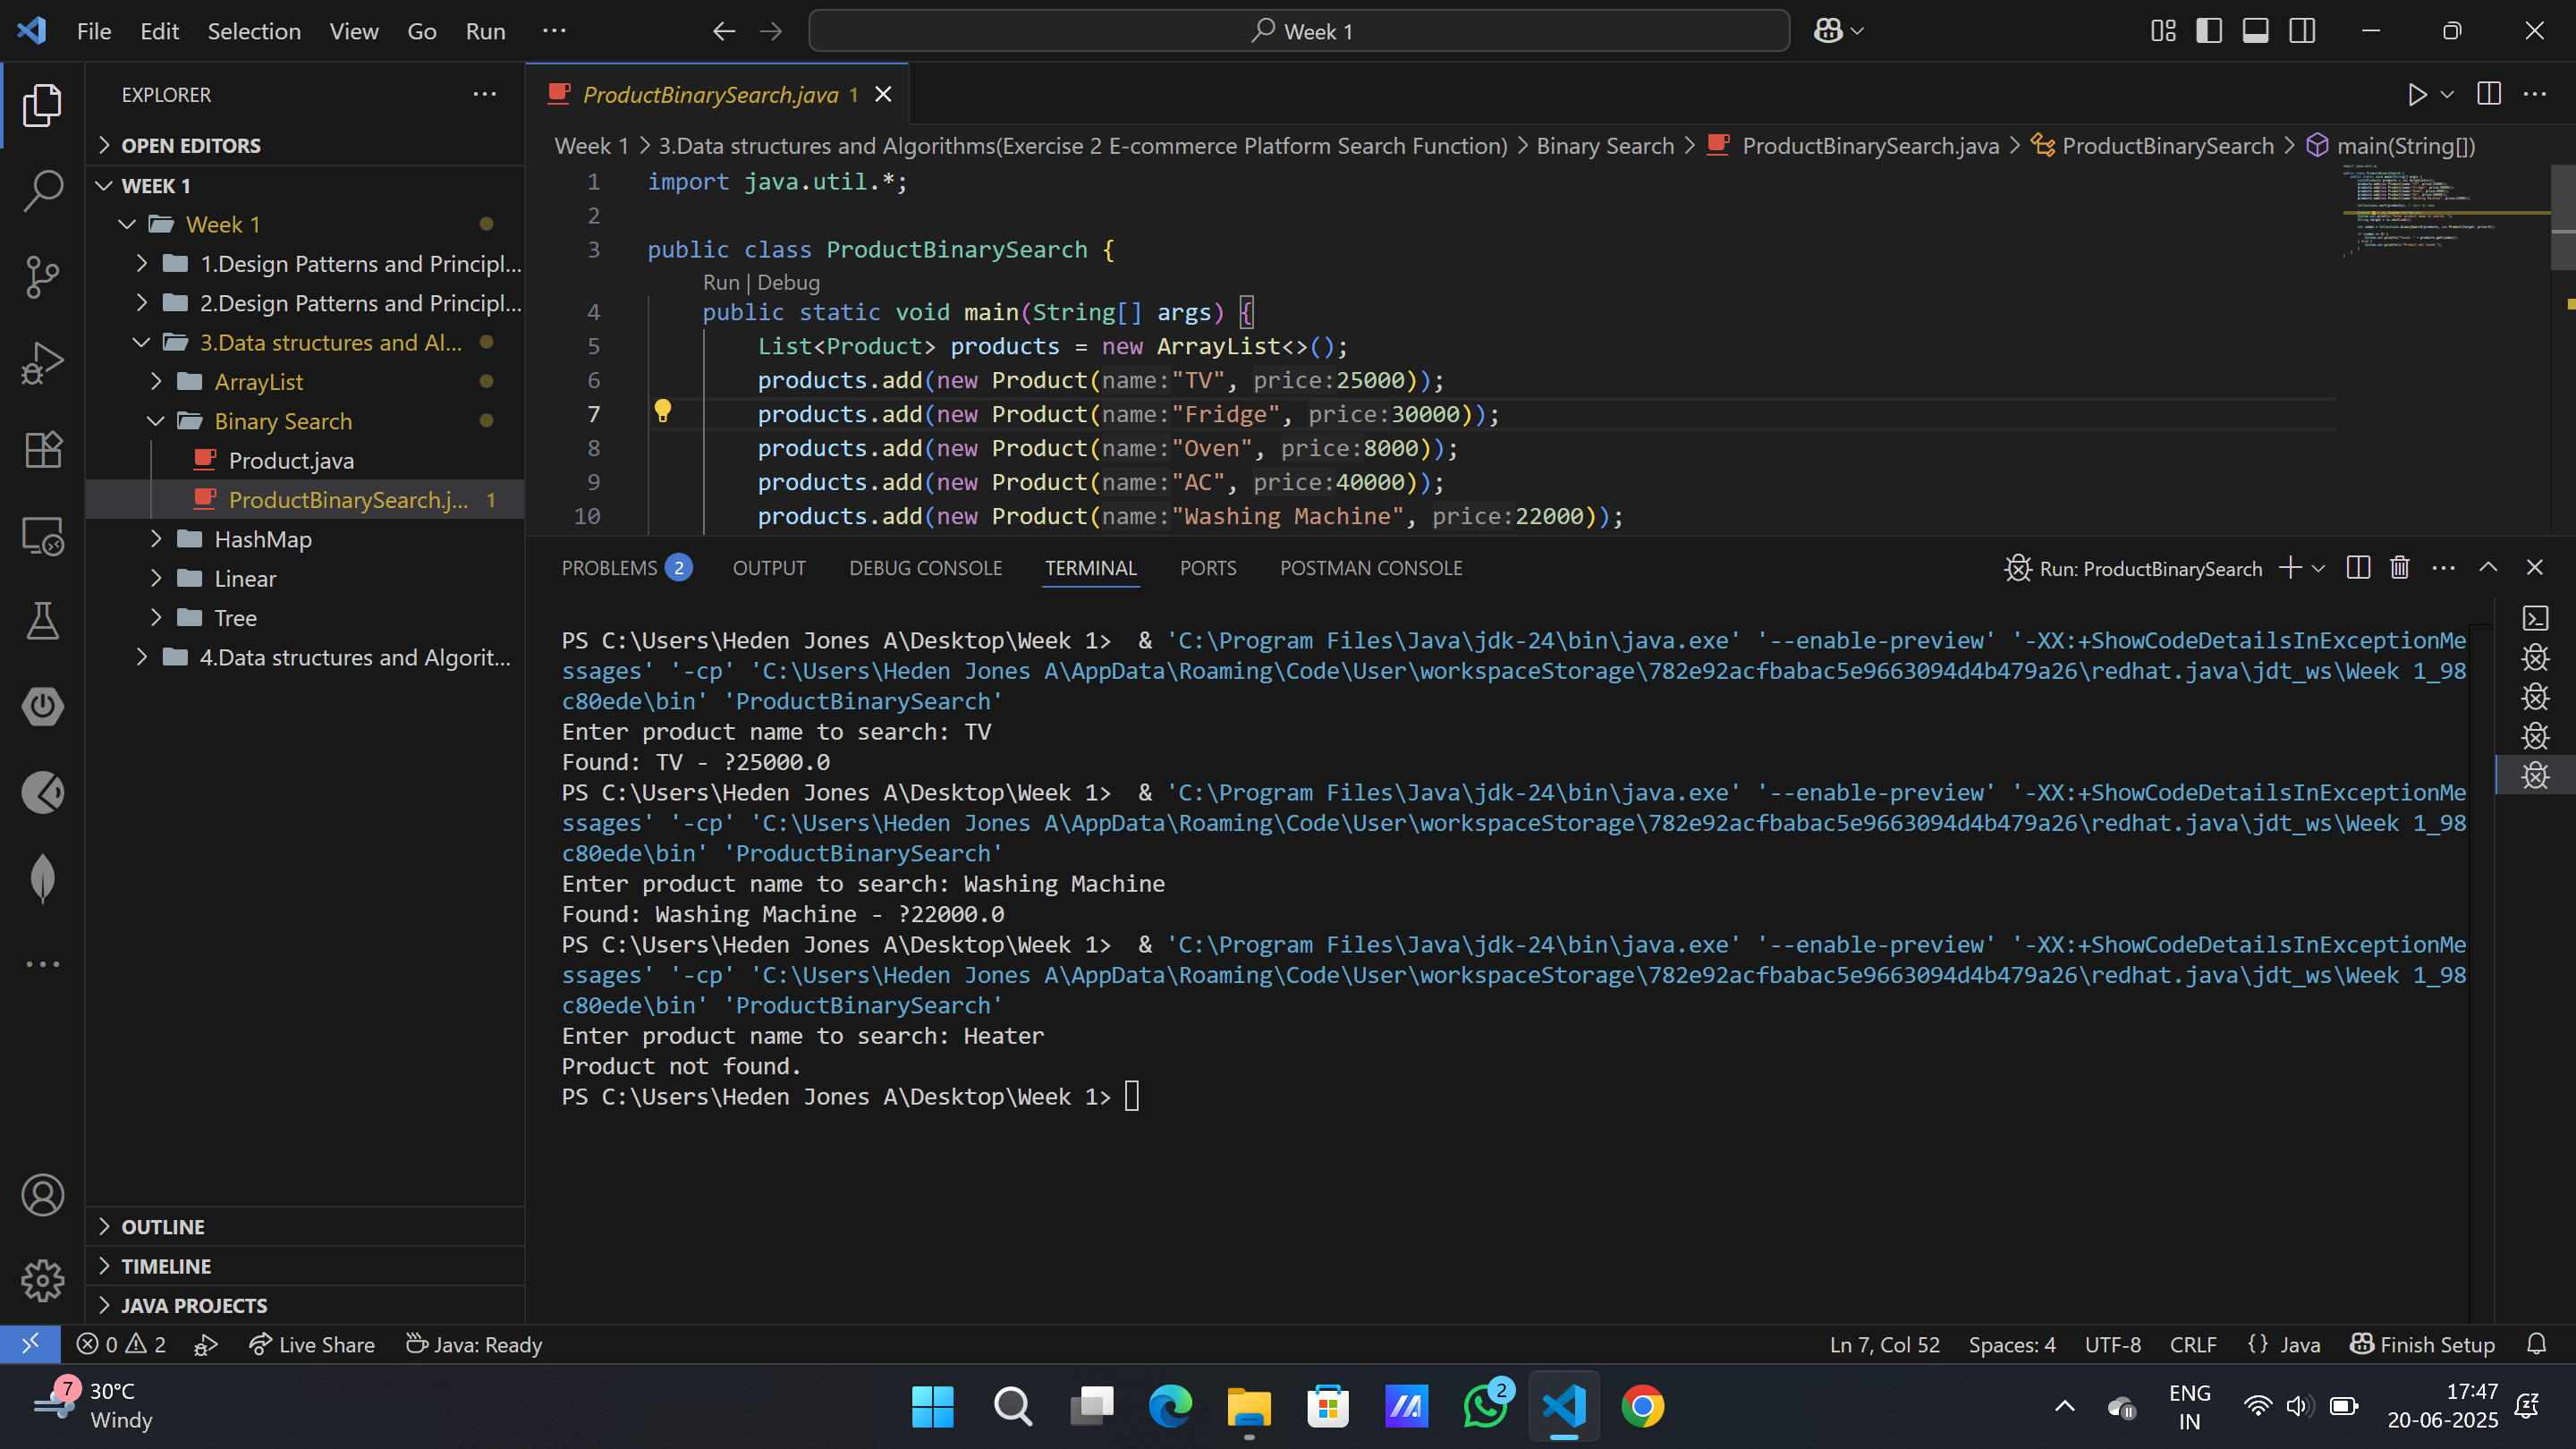 File Edit Selection View Go Run ··· Week 1
EXPLORER
OPEN EDITORS
WEEK 1
Week 1
1.Design Patterns and Principl...
2.Design Patterns and Principl...
3.Data structures and Al...
ArrayList
Binary Search
Product.java
ProductBinarySearch.j... 1
HashMap
Linear
Tree
4.Data structures and Algorit...
OUTLINE
TIMELINE
JAVA PROJECTS
ProductBinarySearch.java 1
Week 1 > 3.Data structures and Algorithms(Exercise 2 E-commerce Platform Search Function) > Binary Search > ProductBinarySearch.java > ProductBinarySearch > main(String[])
1 import java.util.*;
2
3 public class ProductBinarySearch {
Run | Debug
4 public static void main(String[] args) {
5 List<Product> products = new ArrayList<>();
6 products.add(new Product(name:"TV", price:25000));
7 products.add(new Product(name:"Fridge", price:30000));
8 products.add(new Product(name:"Oven", price:8000));
9 products.add(new Product(name:"AC", price:40000));
10 products.add(new Product(name:"Washing Machine", price:22000));
PROBLEMS 2 OUTPUT DEBUG CONSOLE TERMINAL PORTS POSTMAN CONSOLE Run: ProductBinarySearch
PS C:\Users\Heden Jones A\Desktop\Week 1>  & 'C:\Program Files\Java\jdk-24\bin\java.exe' '--enable-preview' '-XX:+ShowCodeDetailsInExceptionMe
ssages' '-cp' 'C:\Users\Heden Jones A\AppData\Roaming\Code\User\workspaceStorage\782e92acfbabac5e9663094d4b479a26\redhat.java\jdt_ws\Week 1_98
c80ede\bin' 'ProductBinarySearch'
Enter product name to search: TV
Found: TV - ?25000.0
PS C:\Users\Heden Jones A\Desktop\Week 1>  & 'C:\Program Files\Java\jdk-24\bin\java.exe' '--enable-preview' '-XX:+ShowCodeDetailsInExceptionMe
ssages' '-cp' 'C:\Users\Heden Jones A\AppData\Roaming\Code\User\workspaceStorage\782e92acfbabac5e9663094d4b479a26\redhat.java\jdt_ws\Week 1_98
c80ede\bin' 'ProductBinarySearch'
Enter product name to search: Washing Machine
Found: Washing Machine - ?22000.0
PS C:\Users\Heden Jones A\Desktop\Week 1>  & 'C:\Program Files\Java\jdk-24\bin\java.exe' '--enable-preview' '-XX:+ShowCodeDetailsInExceptionMe
ssages' '-cp' 'C:\Users\Heden Jones A\AppData\Roaming\Code\User\workspaceStorage\782e92acfbabac5e9663094d4b479a26\redhat.java\jdt_ws\Week 1_98
c80ede\bin' 'ProductBinarySearch'
Enter product name to search: Heater
Product not found.
PS C:\Users\Heden Jones A\Desktop\Week 1>
0 2 Live Share Java: Ready Ln 7, Col 52 Spaces: 4 UTF-8 CRLF {} Java Finish Setup
7 30°C
Windy
2
ENG
IN
17:47
20-06-2025